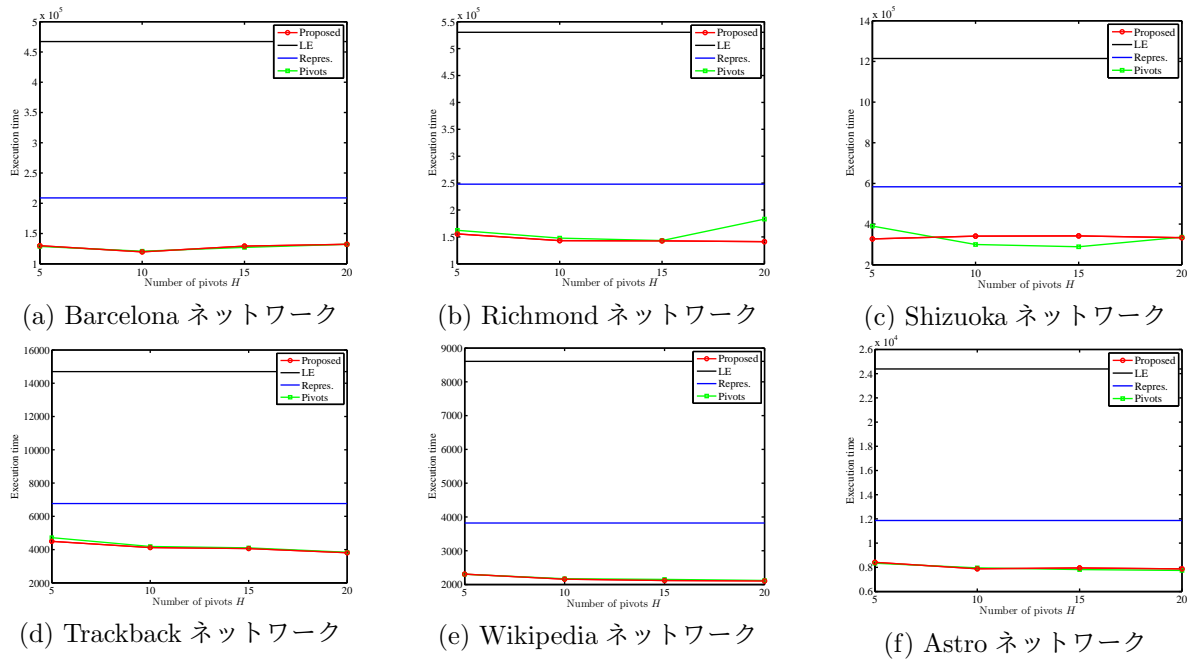 x 10⁵
5
4.5
4
3.5
3
2.5
2
1.5
1
Execution time
5 10 15 20
Number of pivots H
Proposed
LE
Repres.
Pivots
(a) Barcelona ネットワーク
x 10⁵
5.5
5
4.5
4
3.5
3
2.5
2
1.5
1
Execution time
5 10 15 20
Number of pivots H
Proposed
LE
Repres.
Pivots
(b) Richmond ネットワーク
x 10⁵
14
12
10
8
6
4
2
Execution time
5 10 15 20
Number of pivots H
Proposed
LE
Repres.
Pivots
(c) Shizuoka ネットワーク
16000
14000
12000
10000
8000
6000
4000
2000
Execution time
5 10 15 20
Number of pivots H
Proposed
LE
Repres.
Pivots
(d) Trackback ネットワーク
9000
8000
7000
6000
5000
4000
3000
2000
Execution time
5 10 15 20
Number of pivots H
Proposed
LE
Repres.
Pivots
(e) Wikipedia ネットワーク
x 10⁴
2.6
2.4
2.2
2
1.8
1.6
1.4
1.2
1
0.8
0.6
Execution time
5 10 15 20
Number of pivots H
Proposed
LE
Repres.
Pivots
(f) Astro ネットワーク